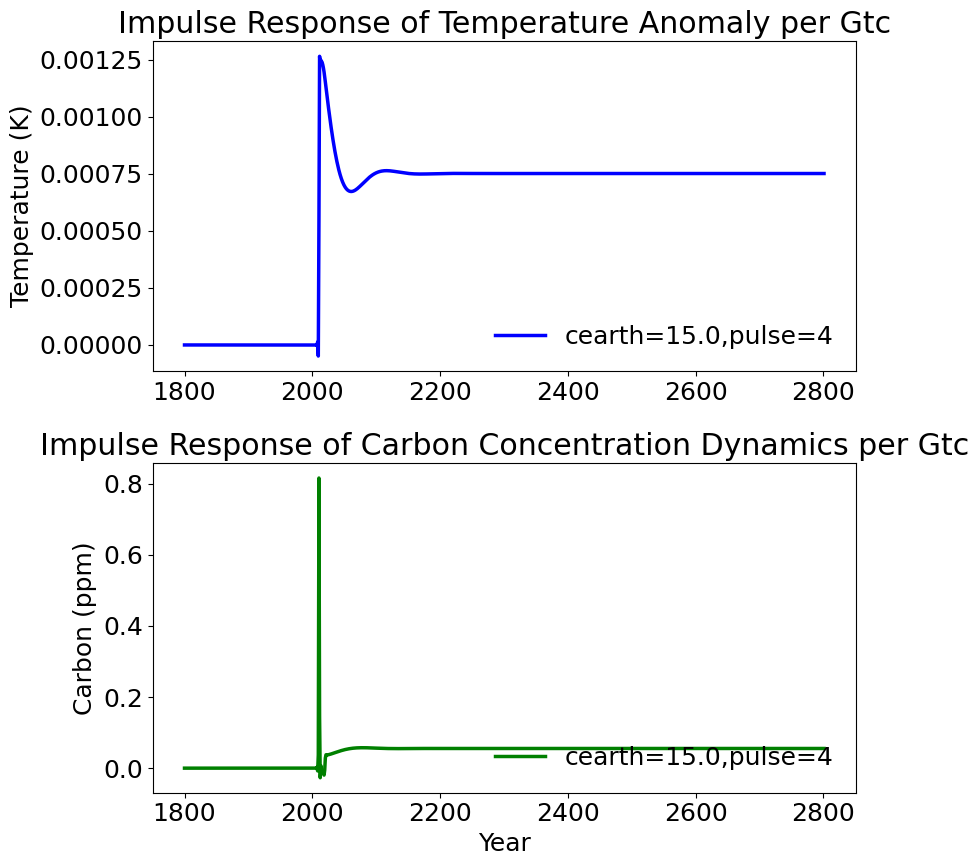 Impulse Response of Temperature Anomaly per Gtc
0.00125
0.00100
0.00075
0.00050
0.00025
0.00000
Temperature (K)
cearth=15.0,pulse=4
1800 2000 2200 2400 2600 2800
Impulse Response of Carbon Concentration Dynamics per Gtc
0.8
0.6
0.4
0.2
0.0
Carbon (ppm)
cearth=15.0,pulse=4
1800 2000 2200 2400 2600 2800
Year